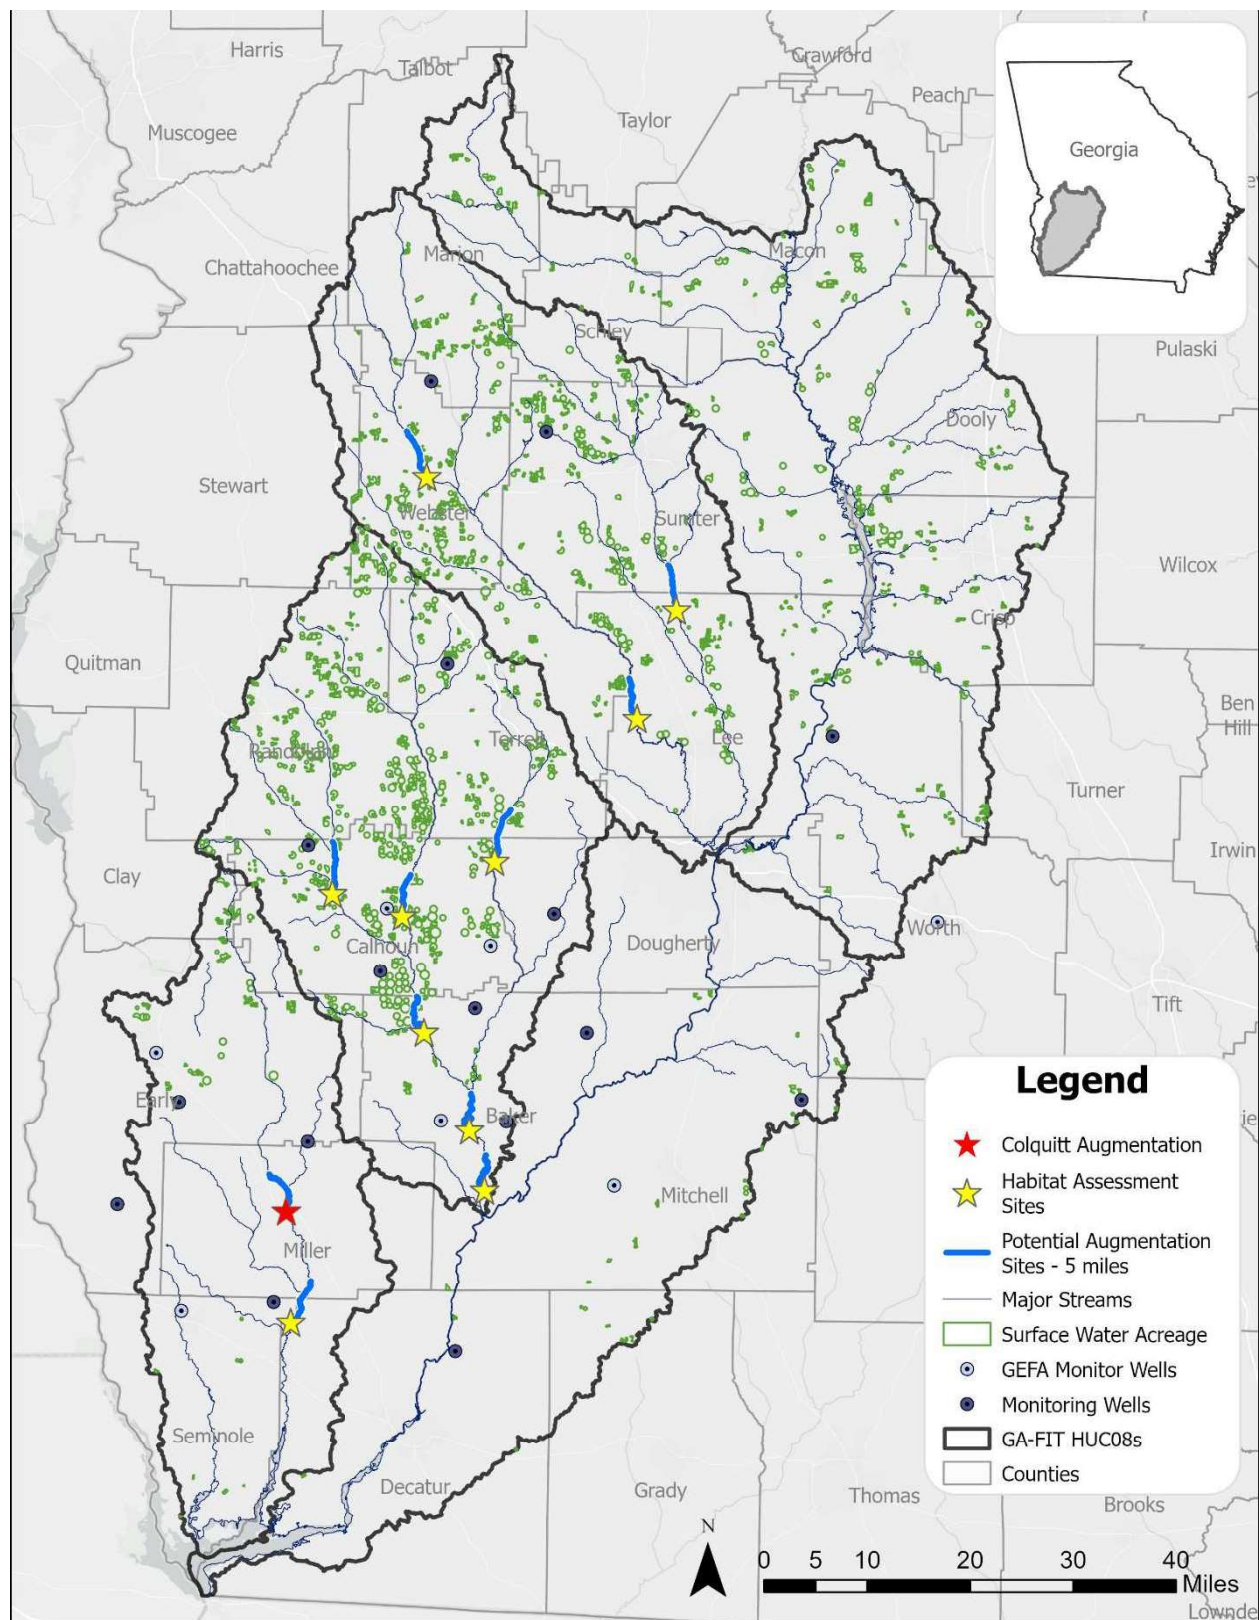 Harris
Talbot
Crawford
Peach
Muscogee
Taylor
Georgia
Marion
Macon
Chattahoochee
Schley
Pulaski
Dooly
Stewart
Webster
Sumter
Wilcox
Crisp
Quitman
Ben
Hill
Randolph
Terrell
Lee
Turner
Irwin
Clay
Calhoun
Dougherty
Worth
Tift
Early
Baker
Mitchell
Miller
Seminole
Decatur
Grady
Thomas
Brooks
Legend
Colquitt Augmentation
Habitat Assessment
Sites
Potential Augmentation
Sites - 5 miles
Major Streams
Surface Water Acreage
GEFA Monitor Wells
Monitoring Wells
GA-FIT HUC08s
Counties
N
0 5 10 20 30 40
Miles
Lownde